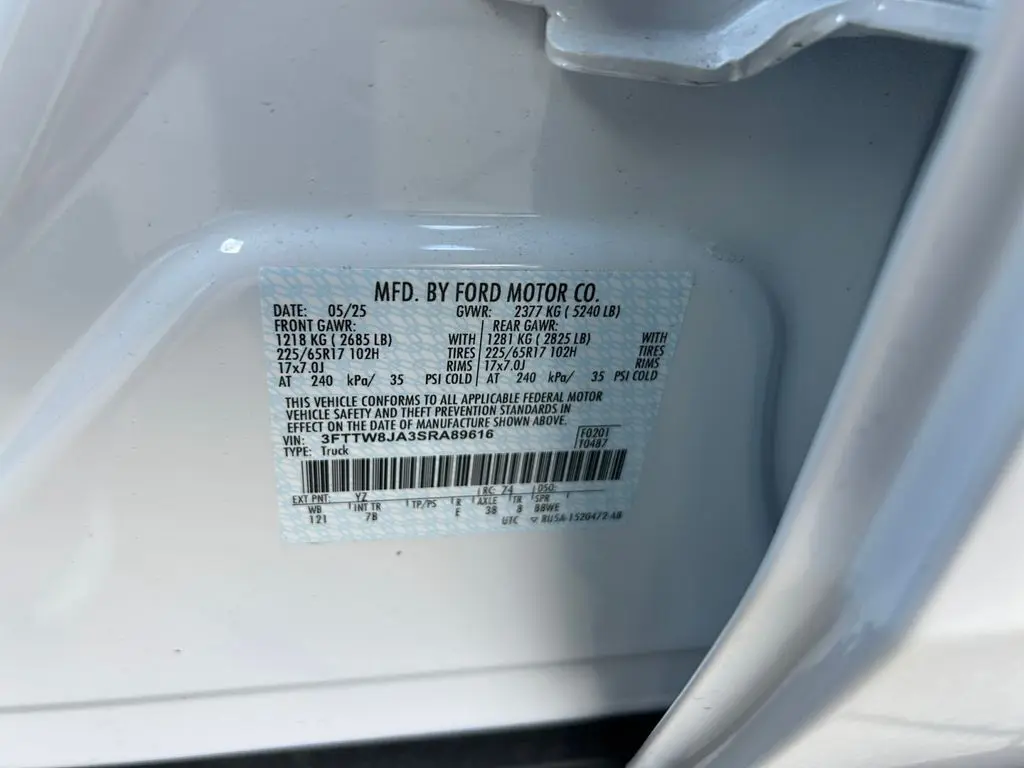 MFD. BY FORD MOTOR CO.
DATE: 05/25 GVWR: 2377 KG ( 5240 LB)
FRONT GAWR: REAR GAWR:
1218 KG ( 2685 LB) WITH 1281 KG ( 2825 LB) WITH
225/65R17 102H TIRES 225/65R17 102H TIRES
17x7.0J RIMS 17x7.0J RIMS
AT 240 kPa/ 35 PSI COLD AT 240 kPa/ 35 PSI COLD
THIS VEHICLE CONFORMS TO ALL APPLICABLE FEDERAL MOTOR
VEHICLE SAFETY AND THEFT PREVENTION STANDARDS IN
EFFECT ON THE DATE OF MANUFACTURE SHOWN ABOVE.
VIN: 3FTTW8JA3SRA89616 F0201
TYPE: Truck T0487
EXT PNT: YZ RC: 74 DSO:
WB INT TR TP/PS R AXLE TR SPR
121 7B E 38 8 BBWE
UTC